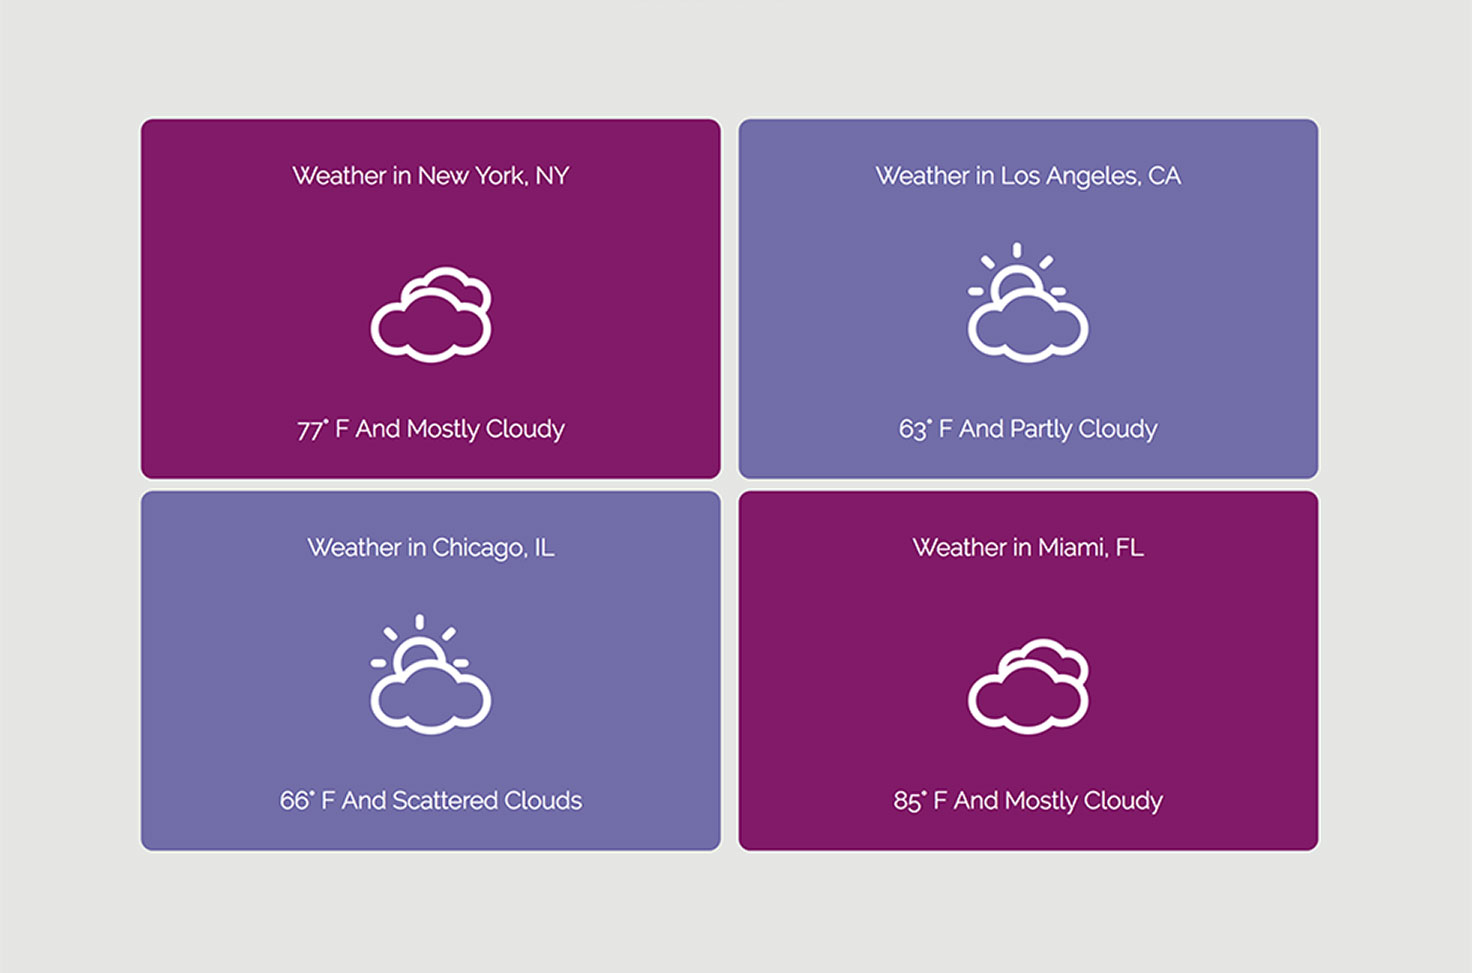 Weather in New York, NY
77° F And Mostly Cloudy
Weather in Los Angeles, CA
63° F And Partly Cloudy
Weather in Chicago, IL
66° F And Scattered Clouds
Weather in Miami, FL
85° F And Mostly Cloudy